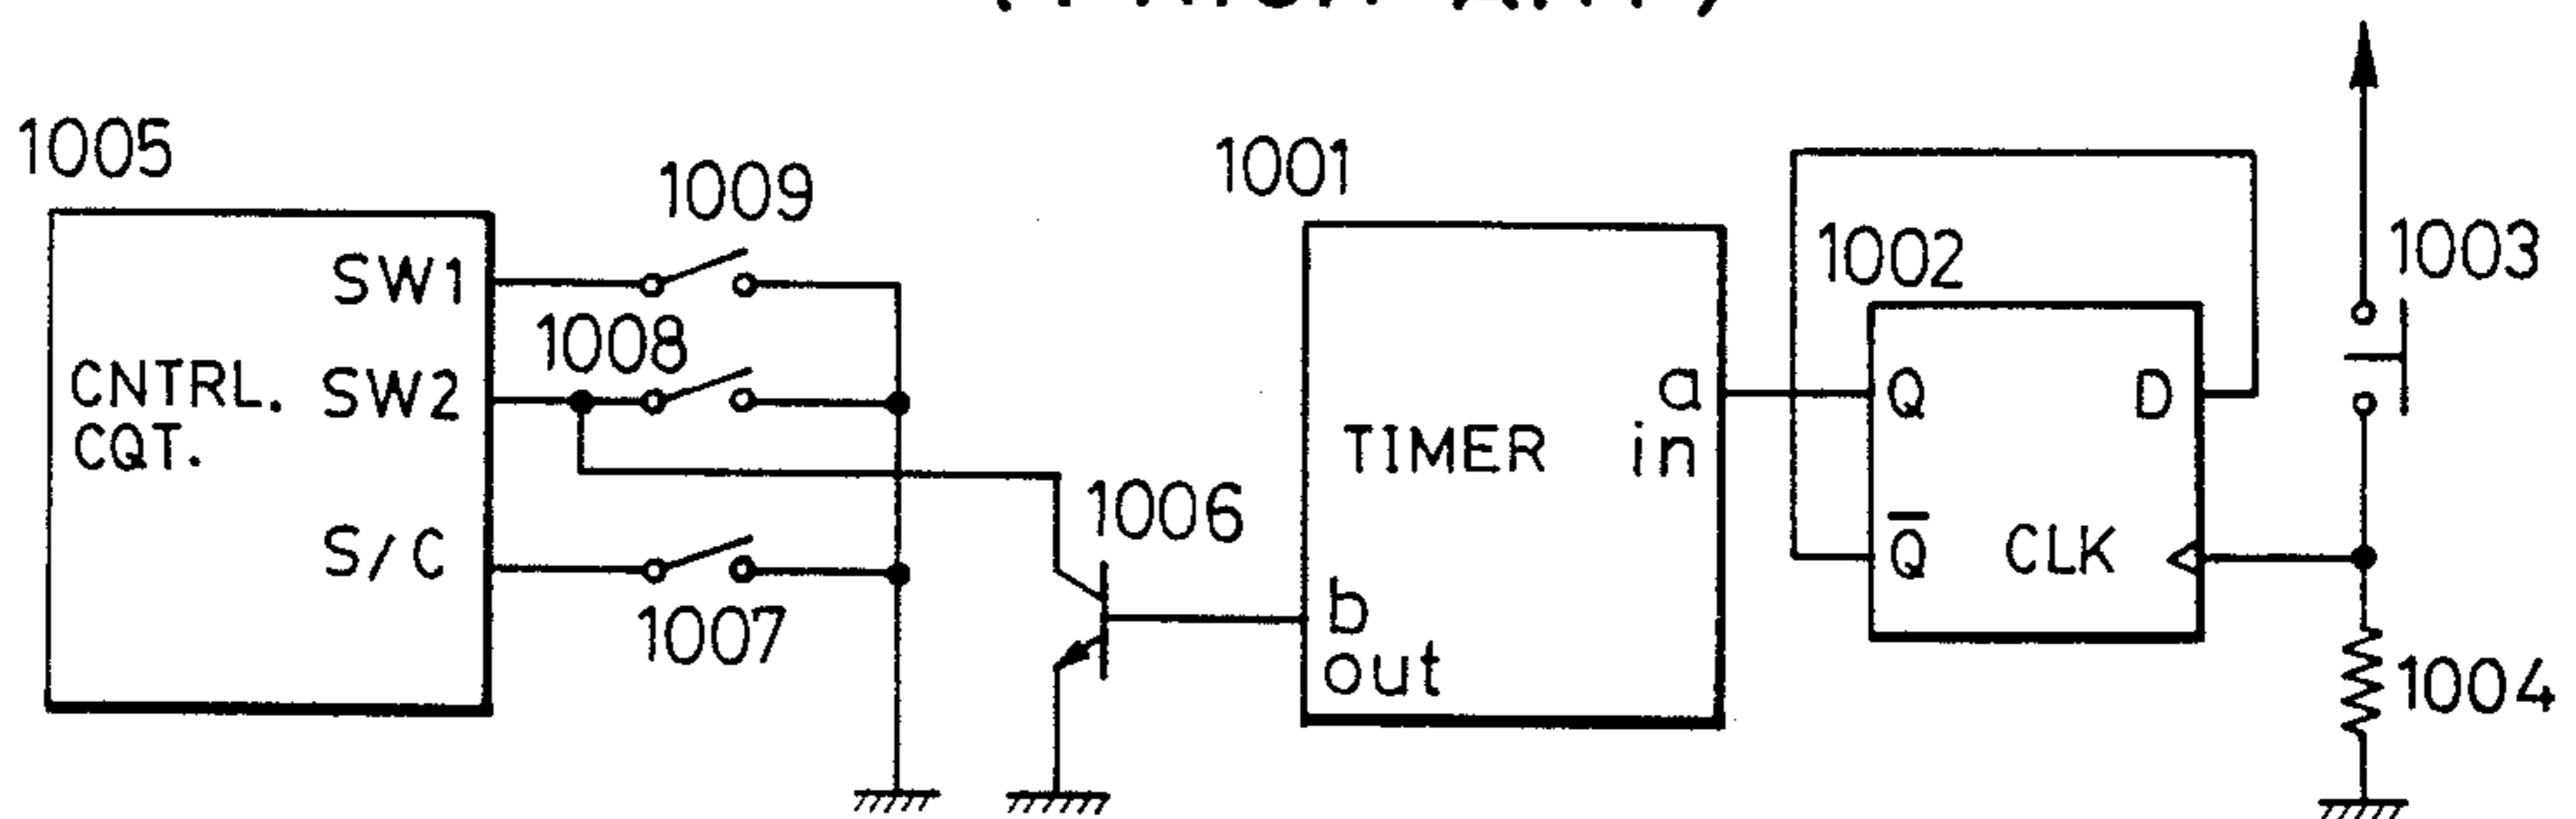 1005
1009
1001
1002
1003
SW1
1008
CNTRL.
CQT.
SW2
a
in
TIMER
Q
D
1006
S/C
Q̅
CLK
1007
b
out
1004